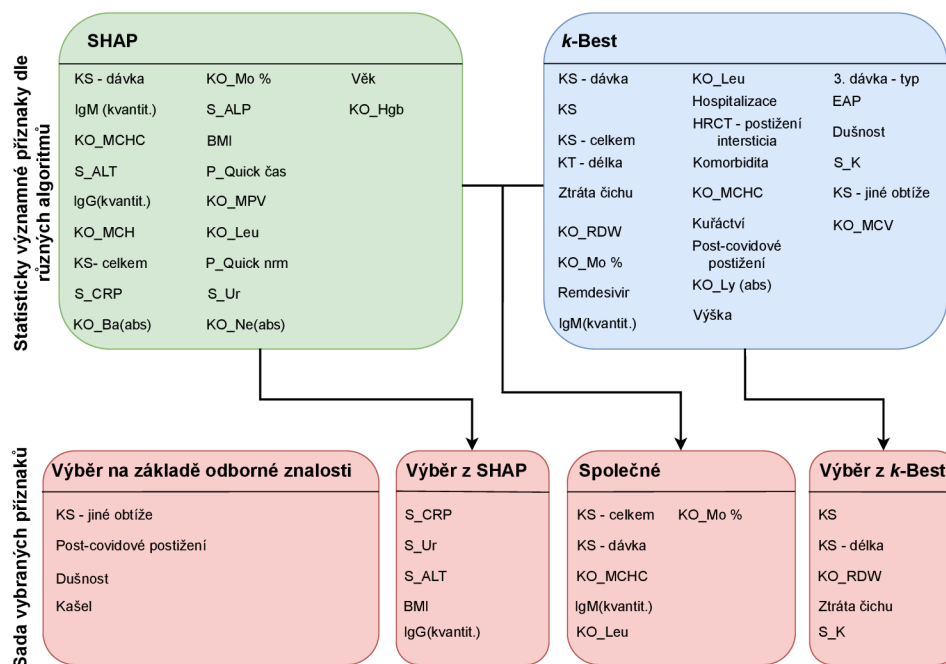 Statisticky významné příznaky dle
různých algoritmů
SHAP
KS - dávka
IgM (kvantit.)
KO_MCHC
S_ALT
IgG(kvantit.)
KO_MCH
KS- celkem
S_CRP
KO_Ba(abs)
KO_Mo %
S_ALP
BMI
P_Quick čas
KO_MPV
KO_Leu
P_Quick nrm
S_Ur
KO_Ne(abs)
Věk
KO_Hgb
k-Best
KS - dávka
KS
KS - celkem
KT - délka
Ztráta čichu
KO_RDW
KO_Mo %
Remdesivir
IgM(kvantit.)
KO_Leu
Hospitalizace
HRCT - postižení
intersticia
Komorbidita
KO_MCHC
Kuřáctví
Post-covidové
postižení
KO_Ly (abs)
Výška
3. dávka - typ
EAP
Dušnost
S_K
KS - jiné obtíže
KO_MCV
Sada vybraných příznaků
Výběr na základě odborné znalosti
KS - jiné obtíže
Post-covidové postižení
Dušnost
Kašel
Výběr z SHAP
S_CRP
S_Ur
S_ALT
BMI
IgG(kvantit.)
Společné
KS - celkem
KS - dávka
KO_MCHC
IgM(kvantit.)
KO_Leu
KO_Mo %
Výběr z k-Best
KS
KS - délka
KO_RDW
Ztráta čichu
S_K